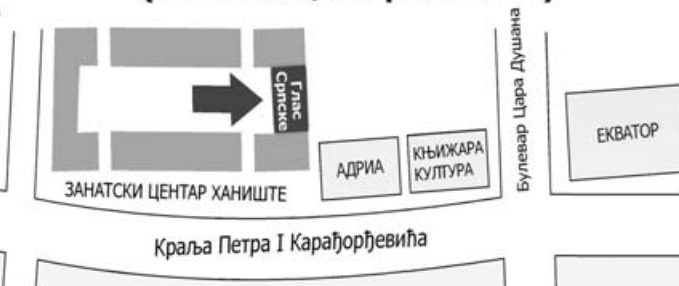 Глас
Српске
Булевар Цара Душана
ЕКВАТОР
АДРИА
КЊИЖАРА
КУЛТУРА
ЗАНАТСКИ ЦЕНТАР ХАНИШТЕ
Краља Петра I Карађорђевића